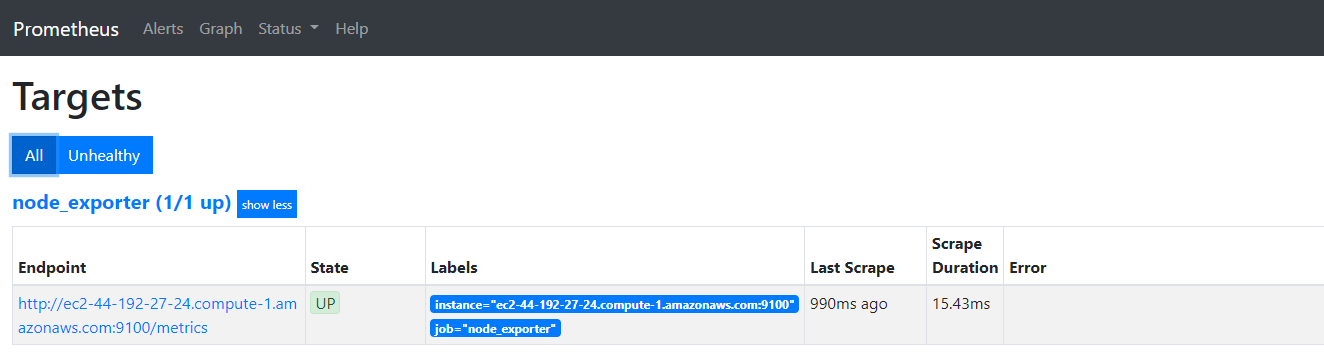 Prometheus Alerts Graph Status Help
Targets
All Unhealthy
node_exporter (1/1 up) show less
Scrape
Endpoint State Labels Last Scrape Duration Error
http://ec2-44-192-27-24.compute-1.am UP instance="ec2-44-192-27-24.compute-1.amazonaws.com:9100" 990ms ago 15.43ms
azonaws.com:9100/metrics job="node_exporter"